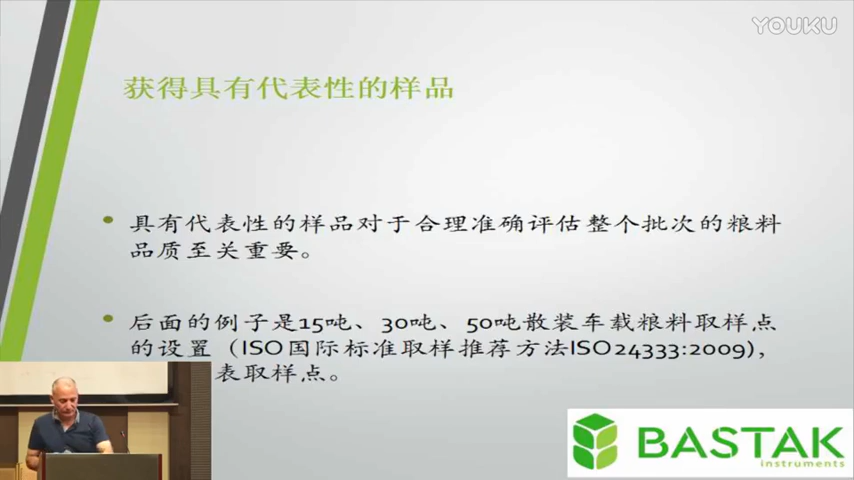 YOUKU
获得具有代表性的样品
• 具有代表性的样品对于合理准确评估整个批次的粮料
品质至关重要。
• 后面的例子是15吨、30吨、50吨散装车载粮料取样点
的设置（ISO国际标准取样推荐方法ISO24333:2009),
表取样点。
BASTAK
instruments